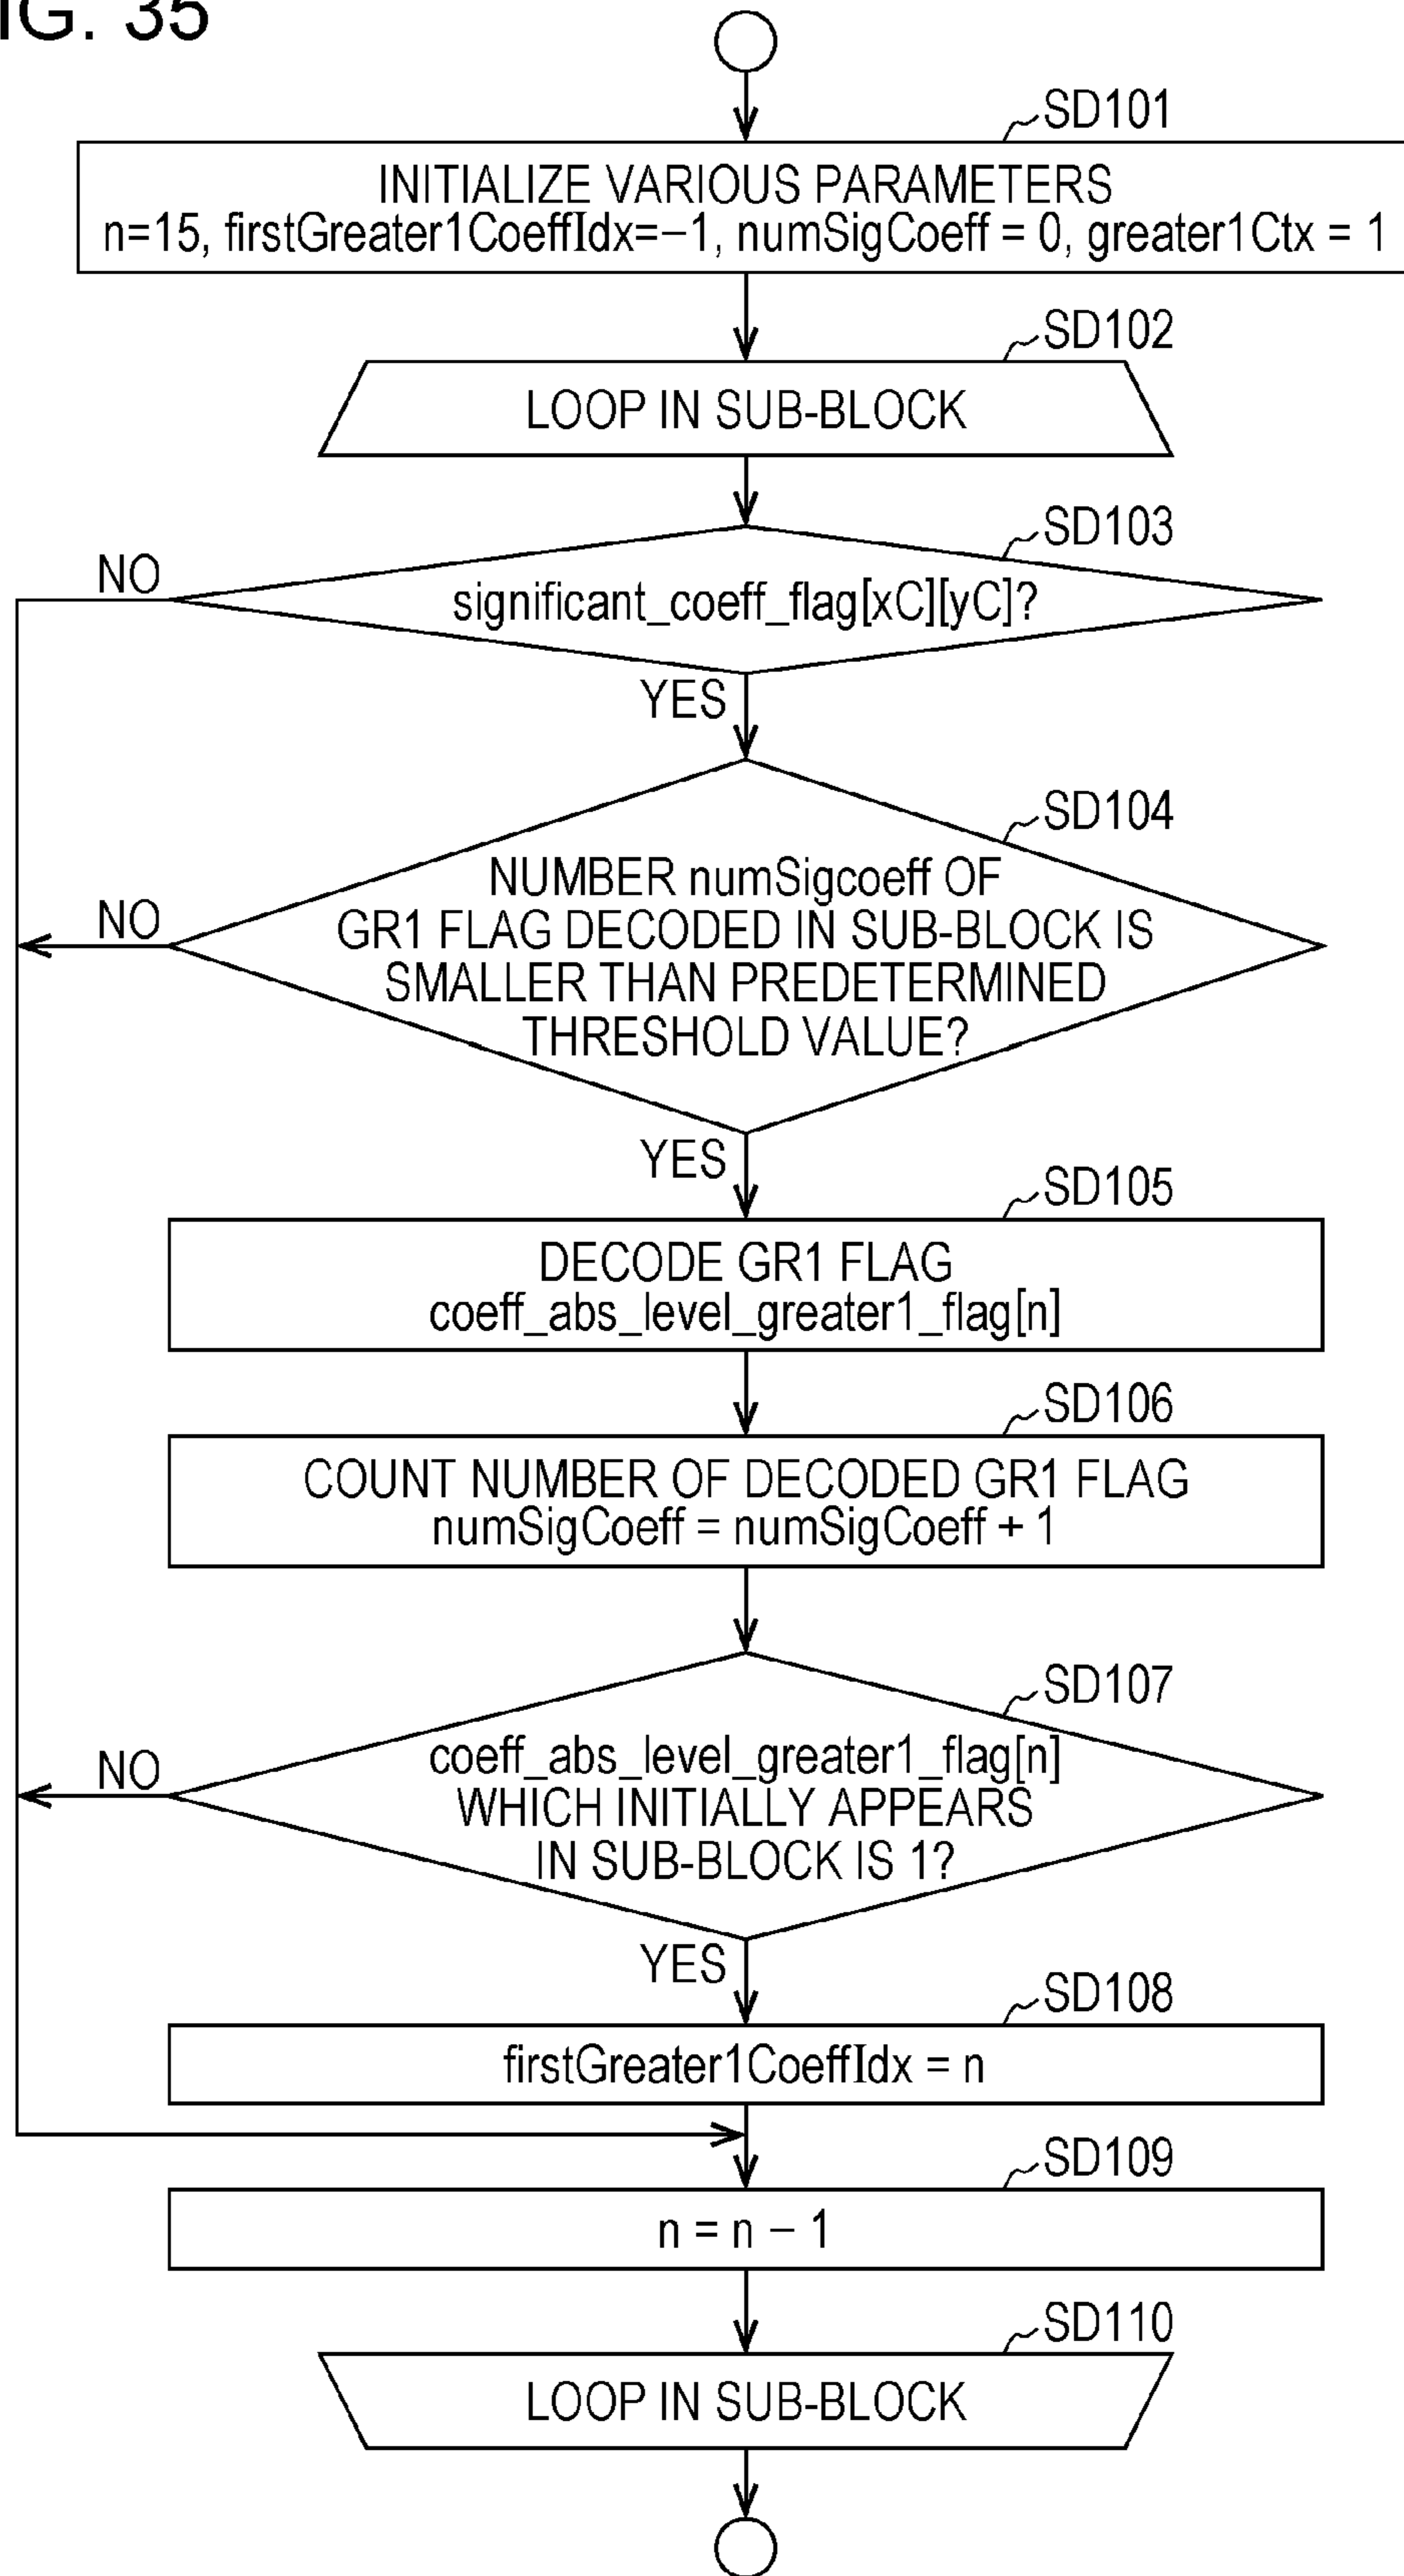 IG. 35
SD101
INITIALIZE VARIOUS PARAMETERS
n=15, firstGreater1CoeffIdx=−1, numSigCoeff = 0, greater1Ctx = 1
SD102
LOOP IN SUB-BLOCK
SD103
NO
significant_coeff_flag[xC][yC]?
YES
SD104
NO
NUMBER numSigcoeff OF
GR1 FLAG DECODED IN SUB-BLOCK IS
SMALLER THAN PREDETERMINED
THRESHOLD VALUE?
YES
SD105
DECODE GR1 FLAG
coeff_abs_level_greater1_flag[n]
SD106
COUNT NUMBER OF DECODED GR1 FLAG
numSigCoeff = numSigCoeff + 1
SD107
NO
coeff_abs_level_greater1_flag[n]
WHICH INITIALLY APPEARS
IN SUB-BLOCK IS 1?
YES
SD108
firstGreater1CoeffIdx = n
SD109
n = n − 1
SD110
LOOP IN SUB-BLOCK